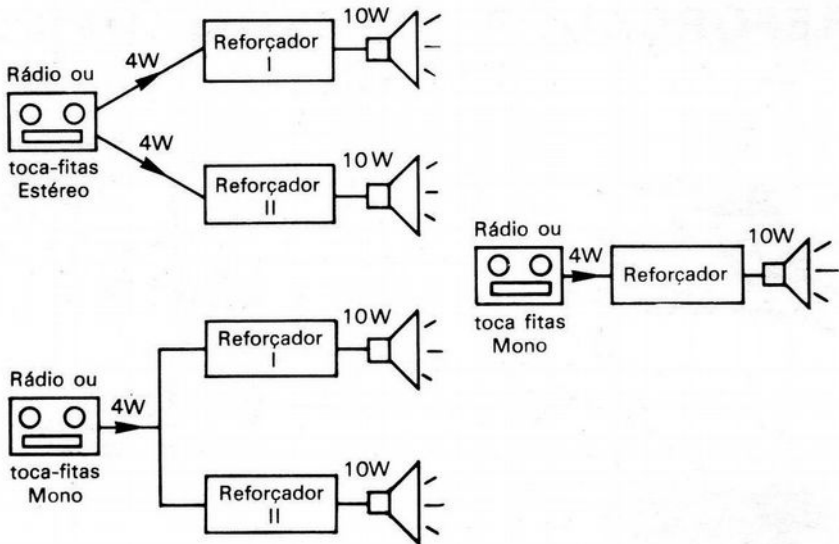 10W
Reforçador
I
Rádio ou
4W
toca-fitas
Estéreo
4W
10W
Reforçador
II
Rádio ou
4W
10W
Reforçador
toca fitas
Mono
10W
Reforçador
I
Rádio ou
4W
toca-fitas
Mono
10W
Reforçador
II